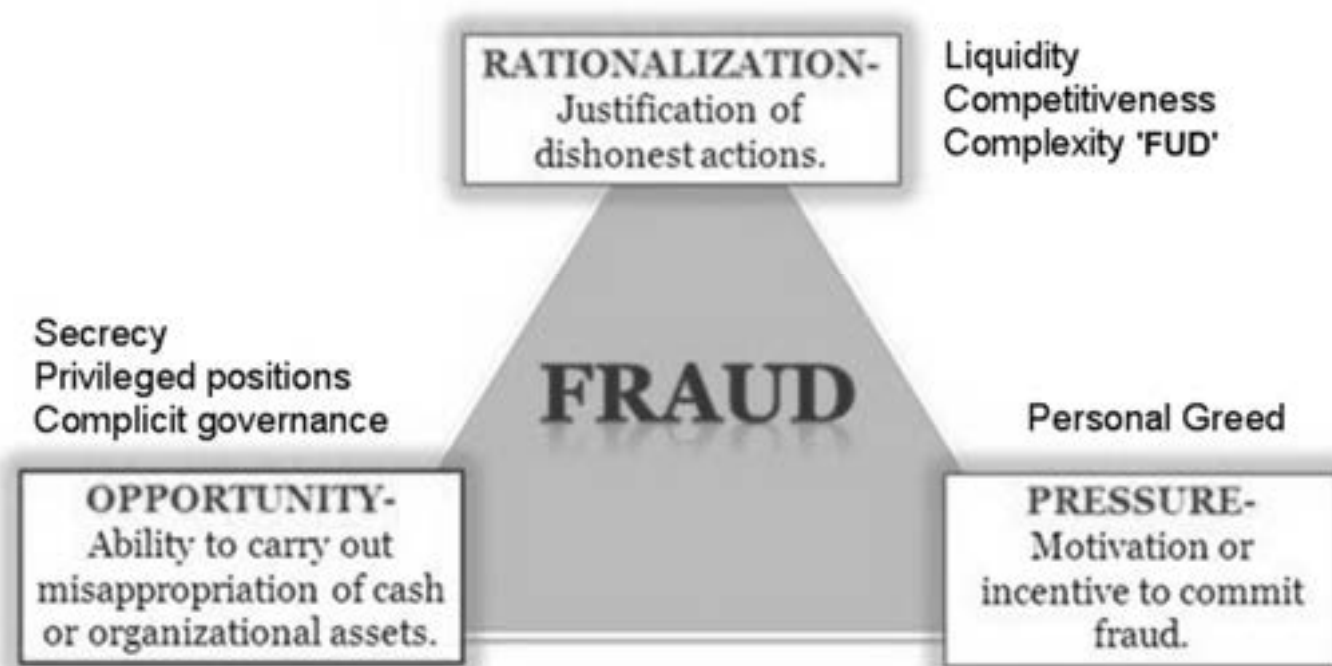 RATIONALIZATION-
Justification of
dishonest actions.
Liquidity
Competitiveness
Complexity 'FUD'
Secrecy
Privileged positions
Complicit governance
FRAUD
Personal Greed
OPPORTUNITY-
Ability to carry out
misappropriation of cash
or organizational assets.
PRESSURE-
Motivation or
incentive to commit
fraud.